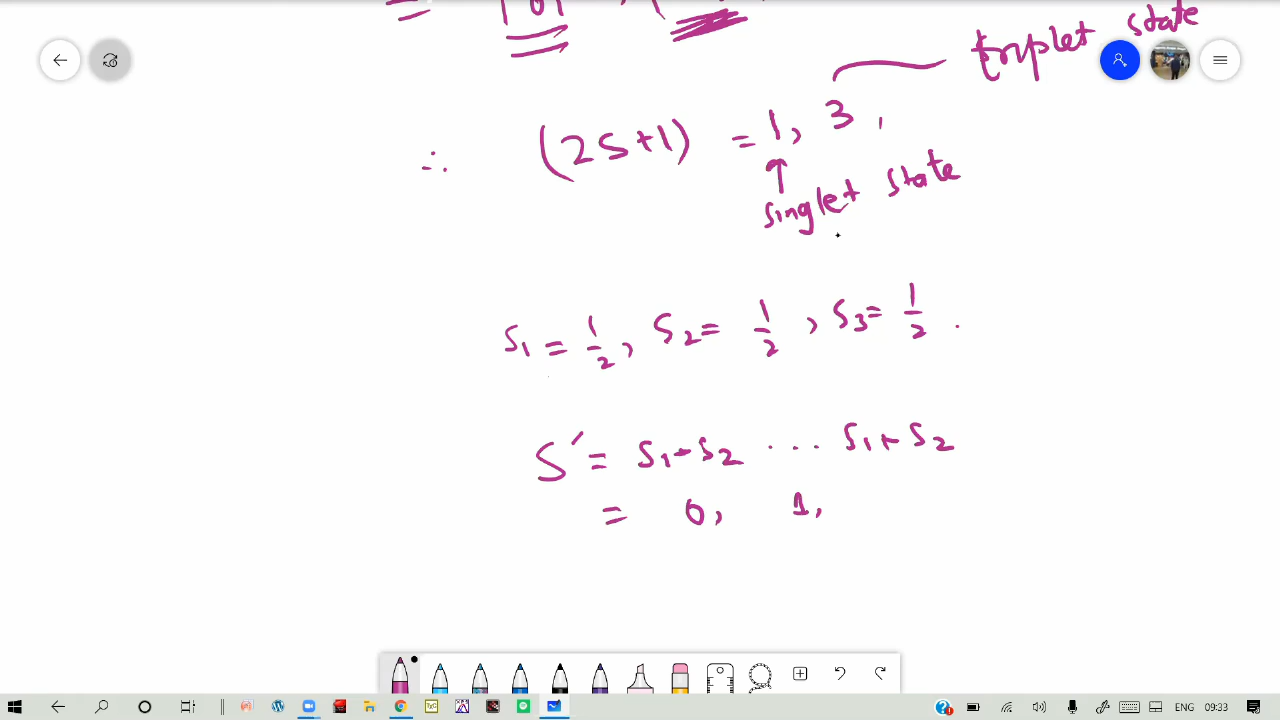 triplet state
∴ (2S+1) = 1, 3,
singlet state
S₁ = 1/2, S₂ = 1/2, S₃ = 1/2.
S′ = S₁-S₂ ... S₁+S₂
= 0, 1,
ENG 09:33